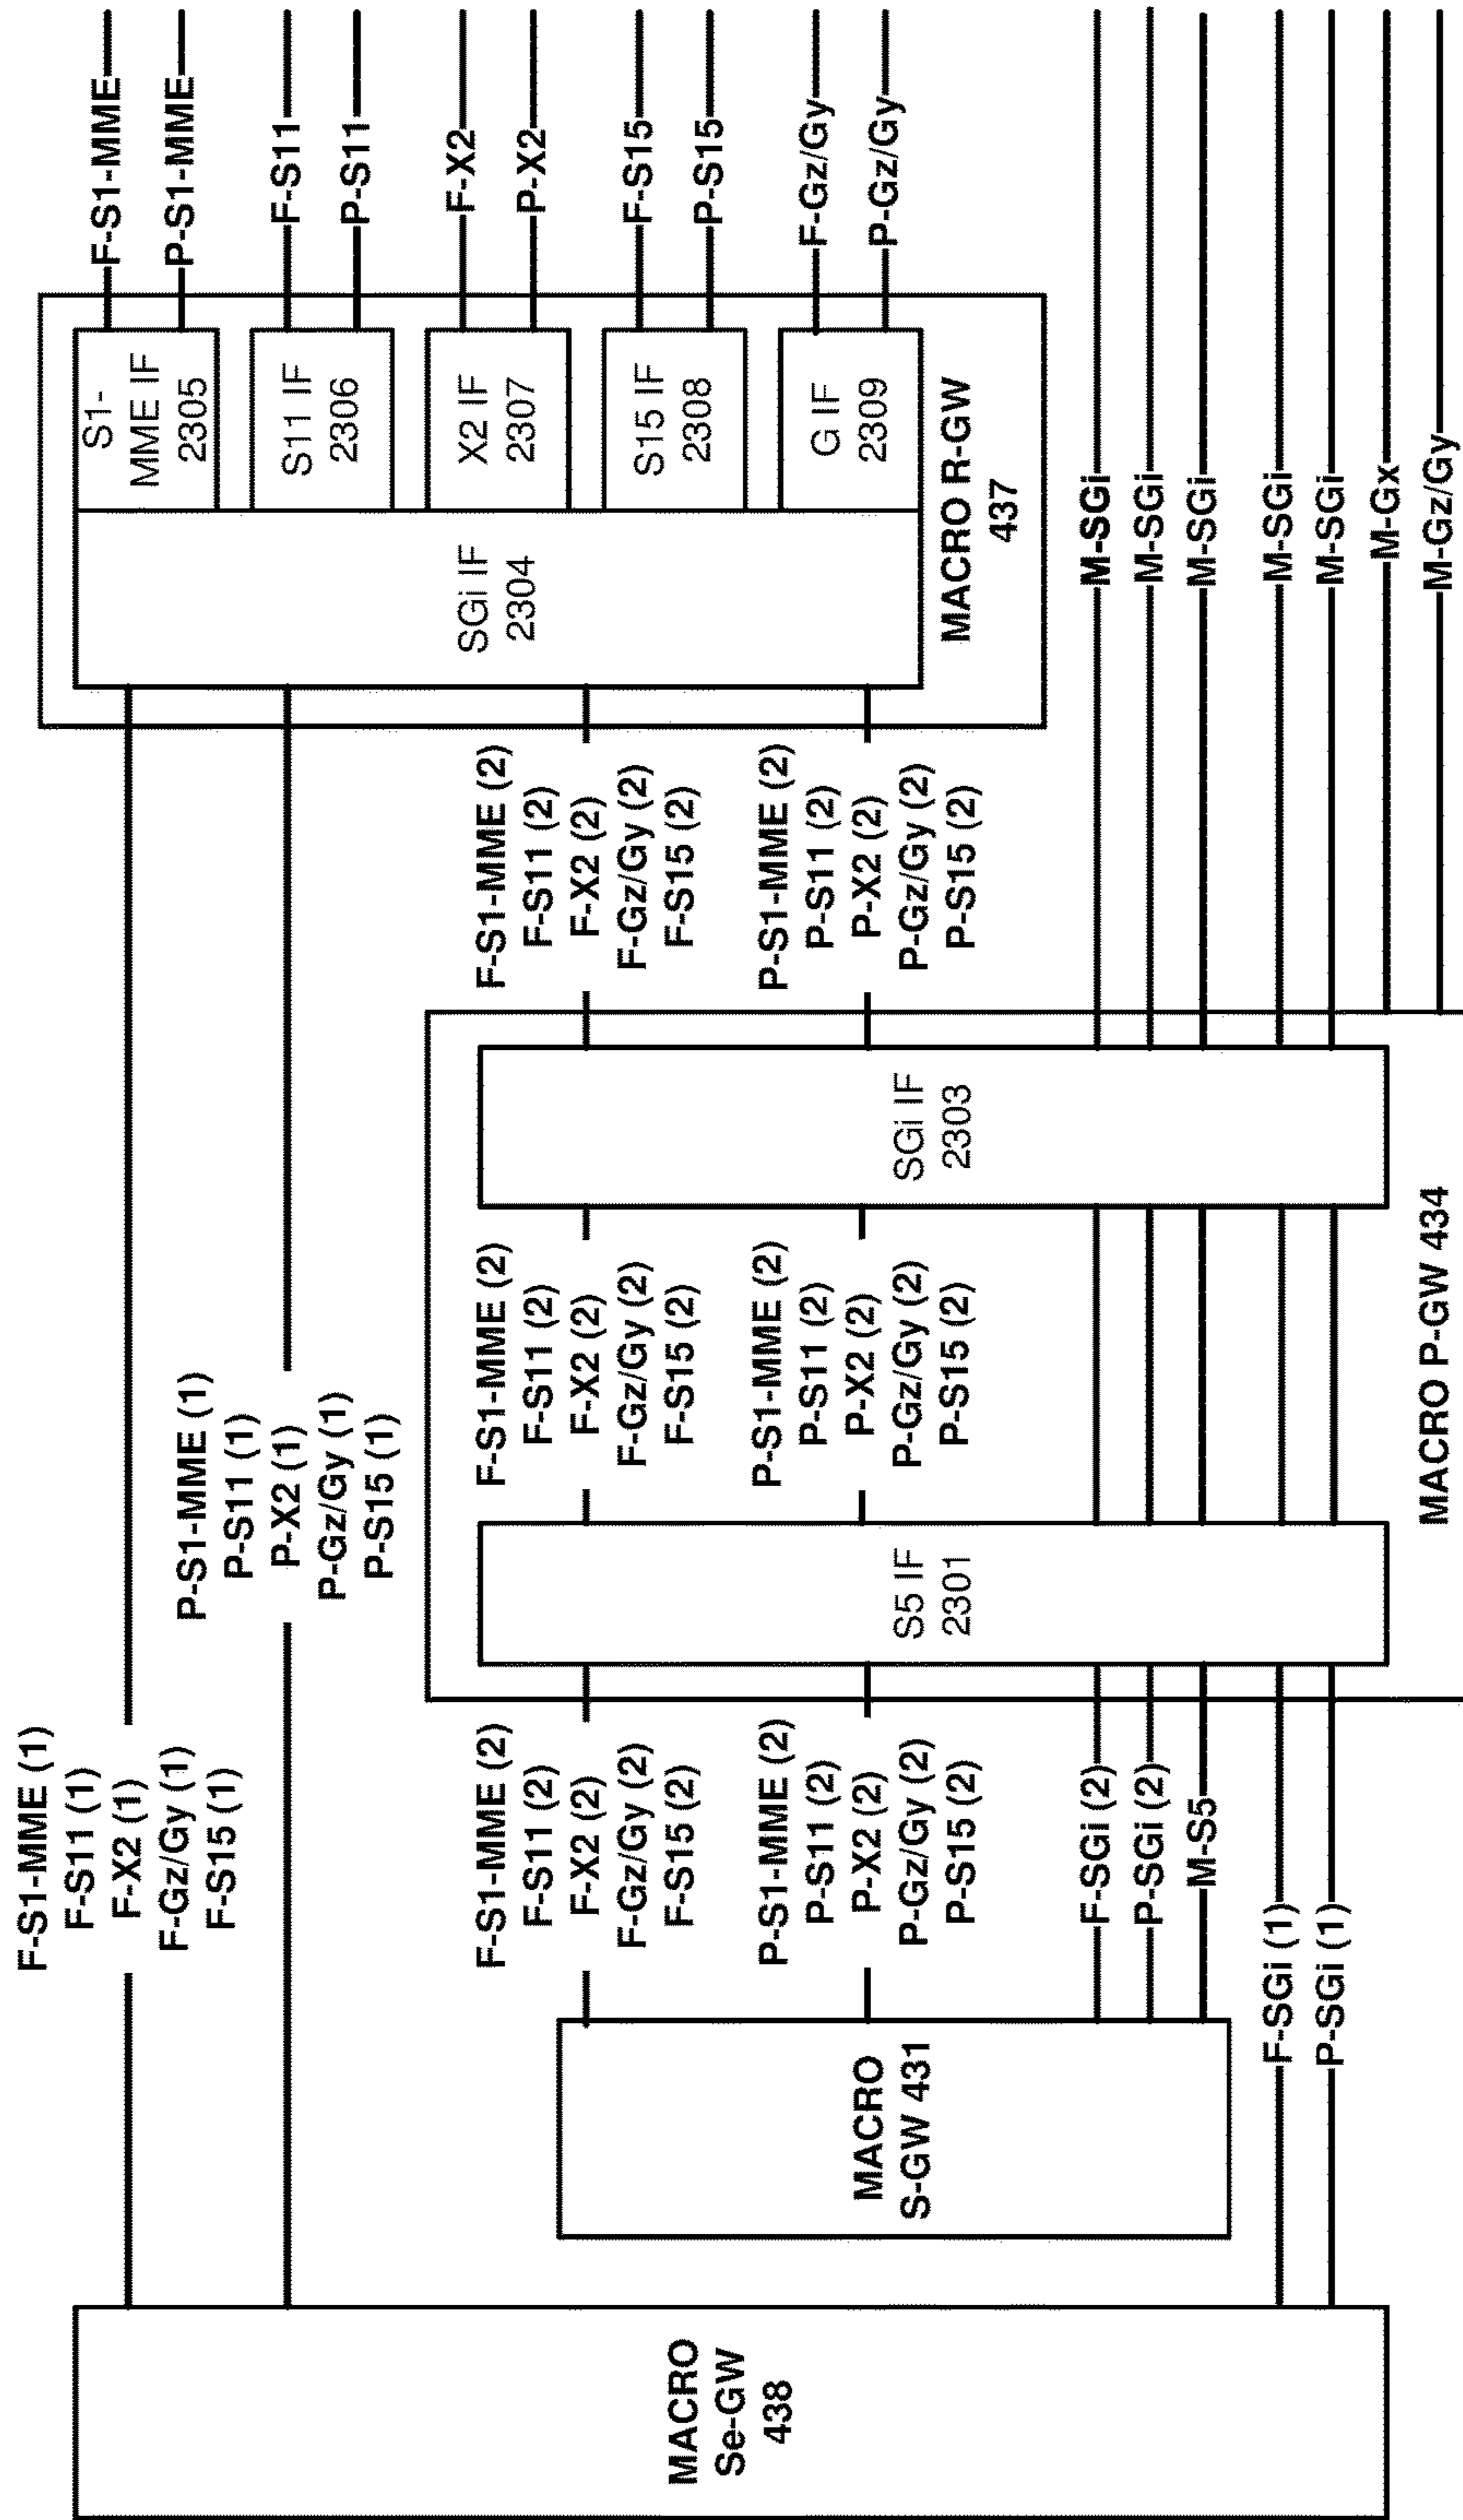 MACRO
Se-GW
438
F-S1-MME (1)
F-S11 (1)
F-X2 (1)
F-Gz/Gy (1)
F-S15 (1)
P-S1-MME (1)
P-S11 (1)
P-X2 (1)
P-Gz/Gy (1)
P-S15 (1)
MACRO
S-GW 431
F-S1-MME (2)
F-S11 (2)
F-X2 (2)
F-Gz/Gy (2)
F-S15 (2)
P-S1-MME (2)
P-S11 (2)
P-X2 (2)
P-Gz/Gy (2)
P-S15 (2)
F-SGi (2)
P-SGi (2)
M-S5
F-SGi (1)
P-SGi (1)
S5 IF
2301
F-S1-MME (2)
F-S11 (2)
F-X2 (2)
F-Gz/Gy (2)
F-S15 (2)
P-S1-MME (2)
P-S11 (2)
P-X2 (2)
P-Gz/Gy (2)
P-S15 (2)
SGi IF
2303
MACRO P-GW 434
F-S1-MME (2)
F-S11 (2)
F-X2 (2)
F-Gz/Gy (2)
F-S15 (2)
P-S1-MME (2)
P-S11 (2)
P-X2 (2)
P-Gz/Gy (2)
P-S15 (2)
SGi IF
2304
S1-
MME IF
2305
S11 IF
2306
X2 IF
2307
S15 IF
2308
G IF
2309
MACRO R-GW
437
F-S1-MME
P-S1-MME
F-S11
P-S11
F-X2
P-X2
F-S15
P-S15
F-Gz/Gy
P-Gz/Gy
M-SGi
M-SGi
M-SGi
M-SGi
M-SGi
M-Gx
M-Gz/Gy